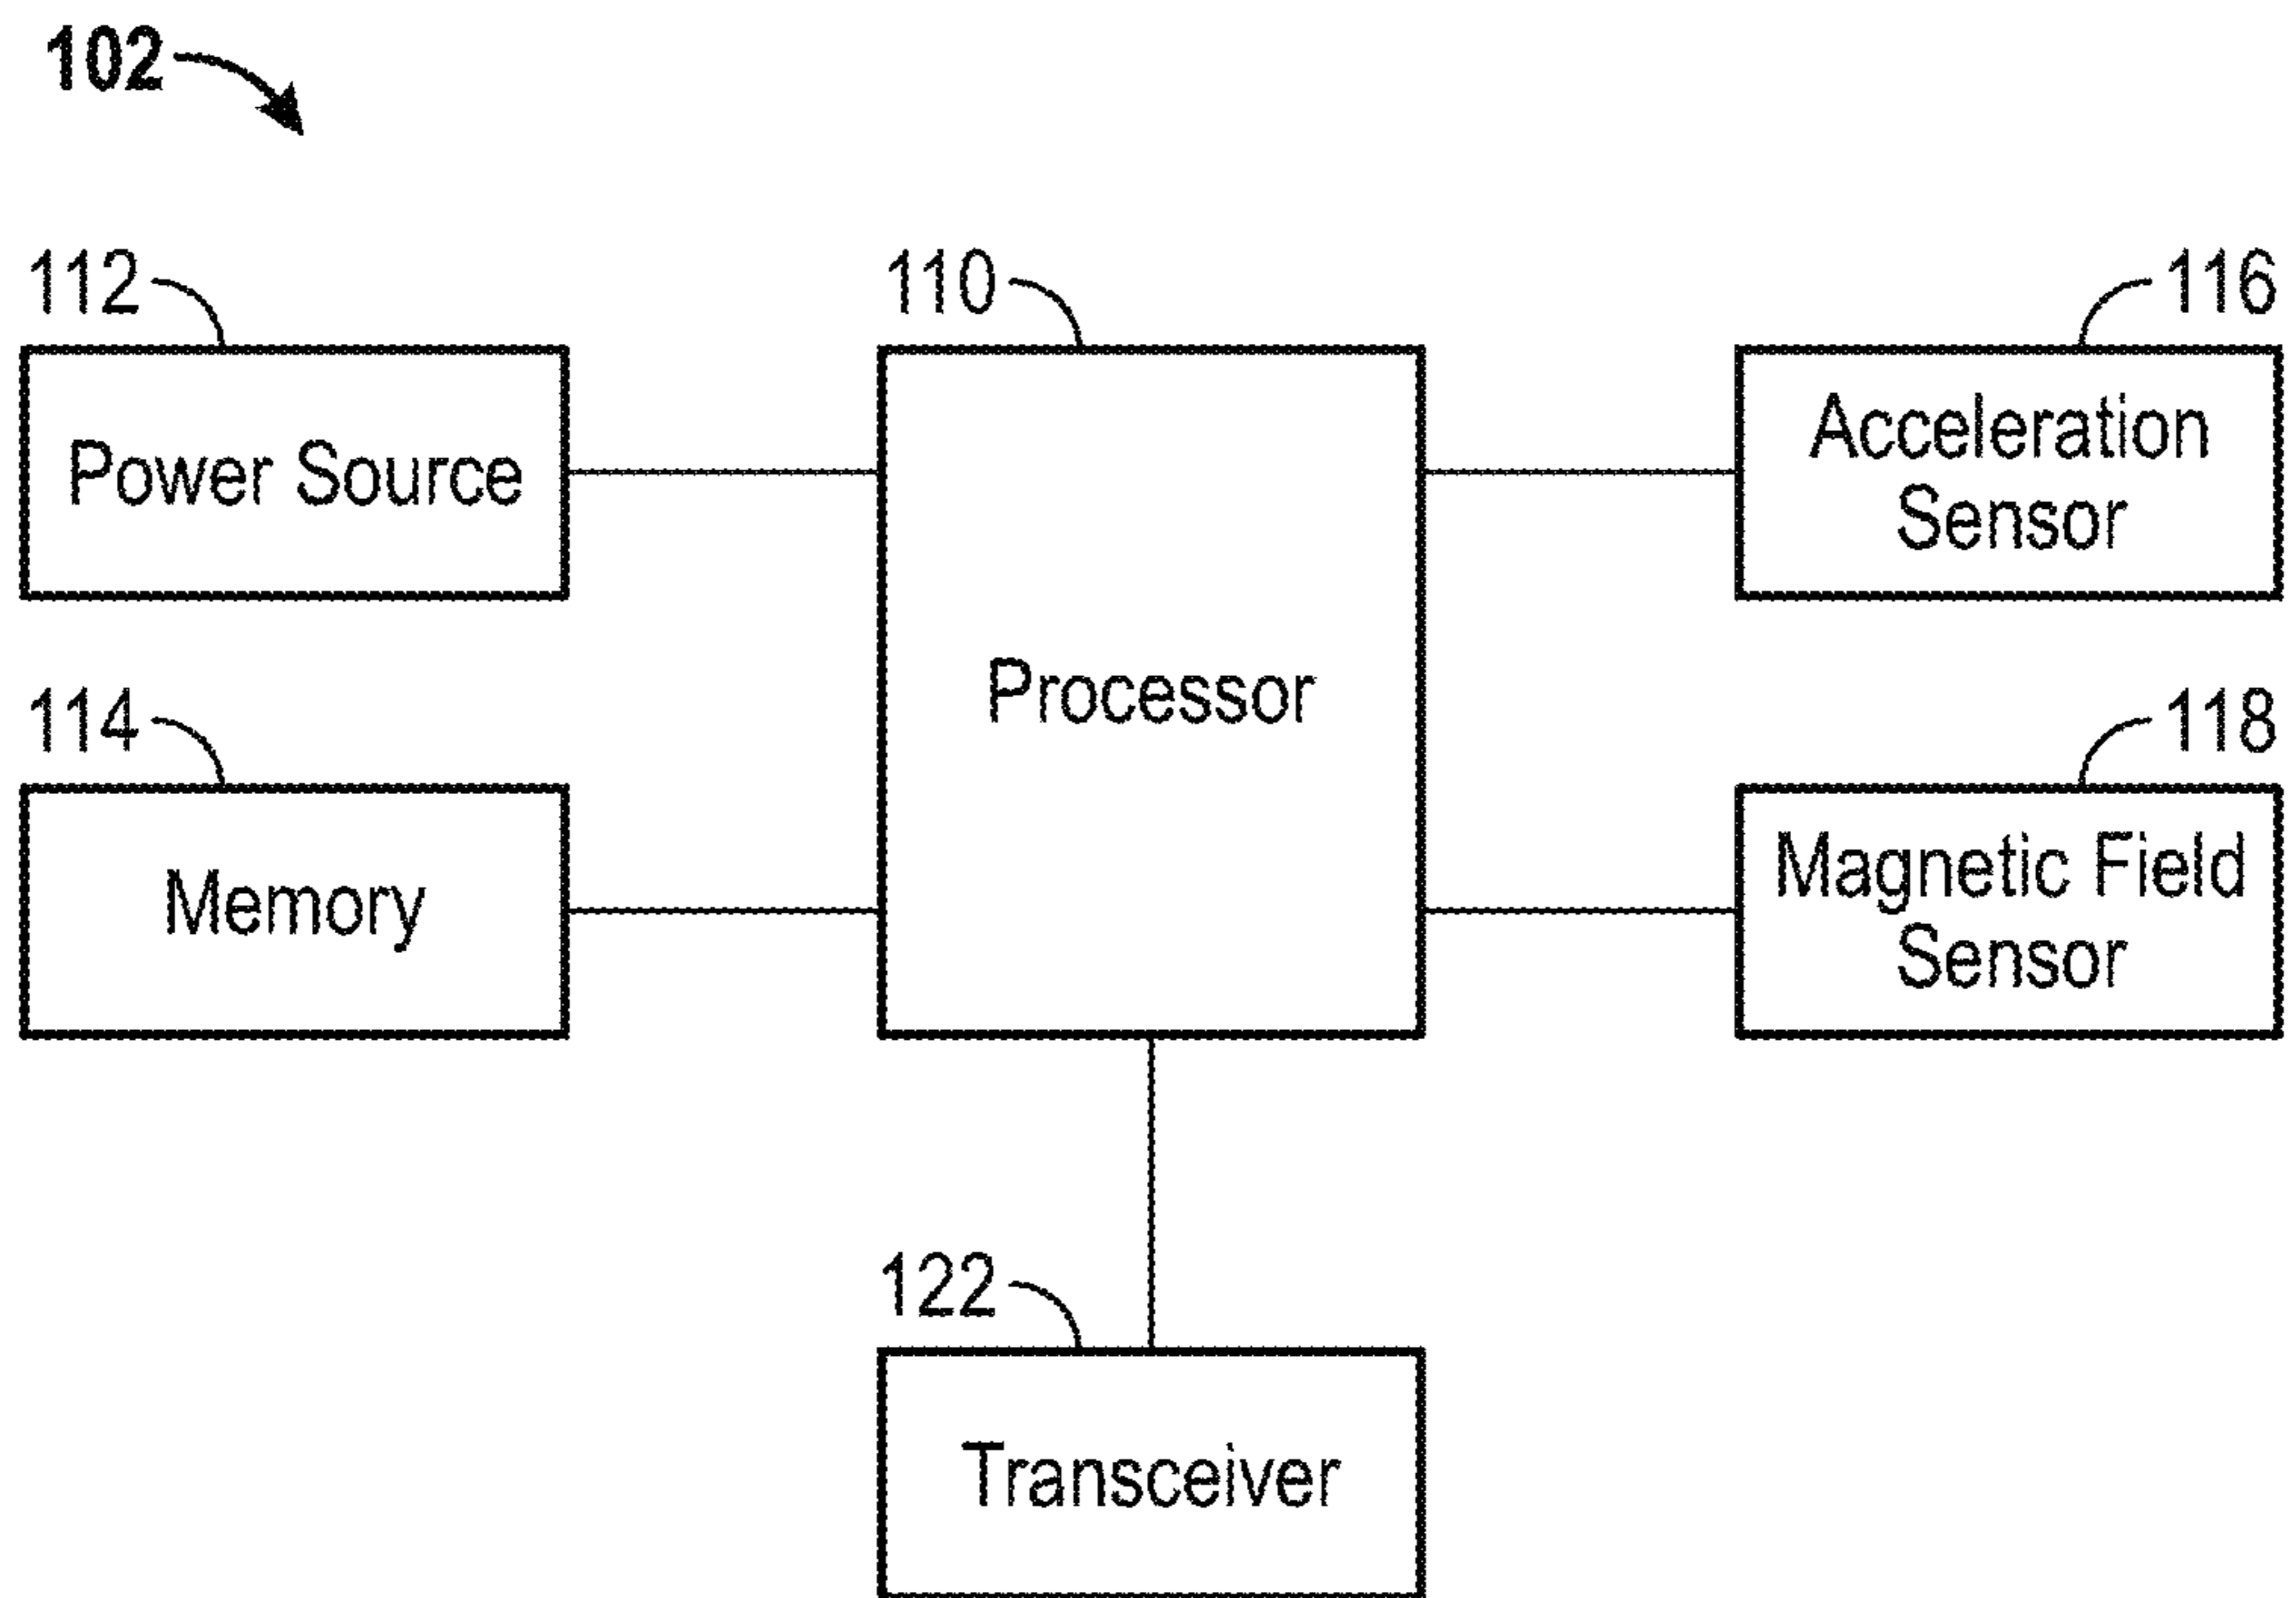 102
112
110
116
Power Source
Processor
Acceleration
Sensor
114
118
Memory
Magnetic Field
Sensor
122
Transceiver